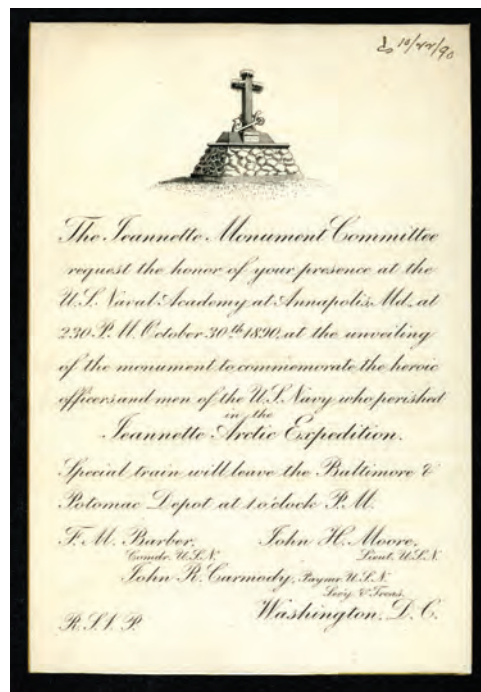 10/22/90
The Jeannette Monument Committee
request the honor of your presence at the
U.S. Naval Academy at Annapolis, Md. at
2.30 P.M. October 30th 1890, at the unveiling
of the monument to commemorate the heroic
officers and men of the U.S. Navy who perished
in the
Jeannette Arctic Expedition.
Special train will leave the Baltimore &
Potomac Depot at 1 o'clock P.M.
F. M. Barber, John H. Moore,
Comdr. U.S.N. Lieut. U.S.N.
John R. Carmody, Paymr. U.S.N.
Secy. & Treas.
R.S.V.P. Washington, D.C.